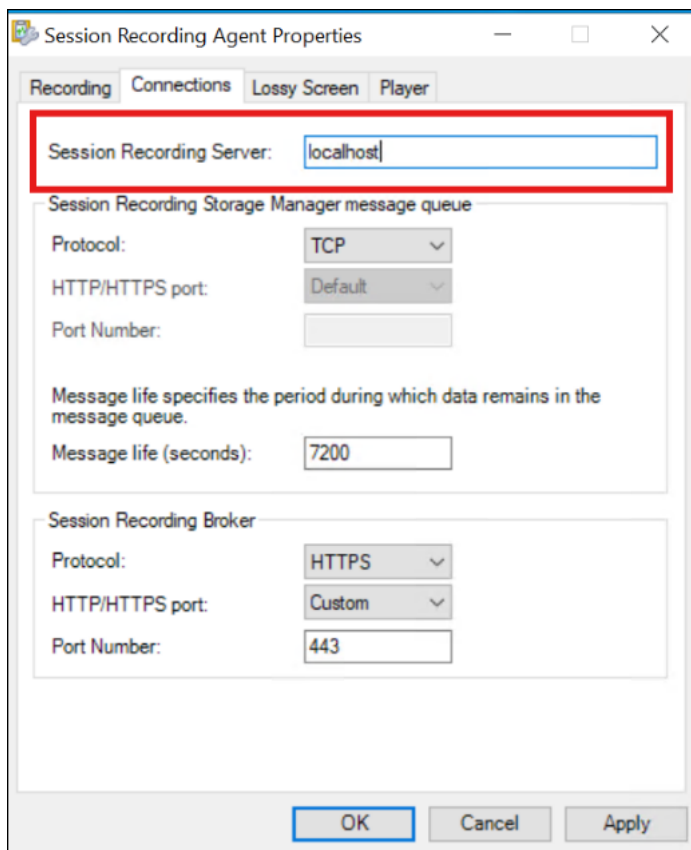 Session Recording Agent Properties
Recording Connections Lossy Screen Player
Session Recording Server: localhost
Session Recording Storage Manager message queue
Protocol: TCP
HTTP/HTTPS port: Default
Port Number:
Message life specifies the period during which data remains in the
message queue.
Message life (seconds): 7200
Session Recording Broker
Protocol: HTTPS
HTTP/HTTPS port: Custom
Port Number: 443
OK Cancel Apply